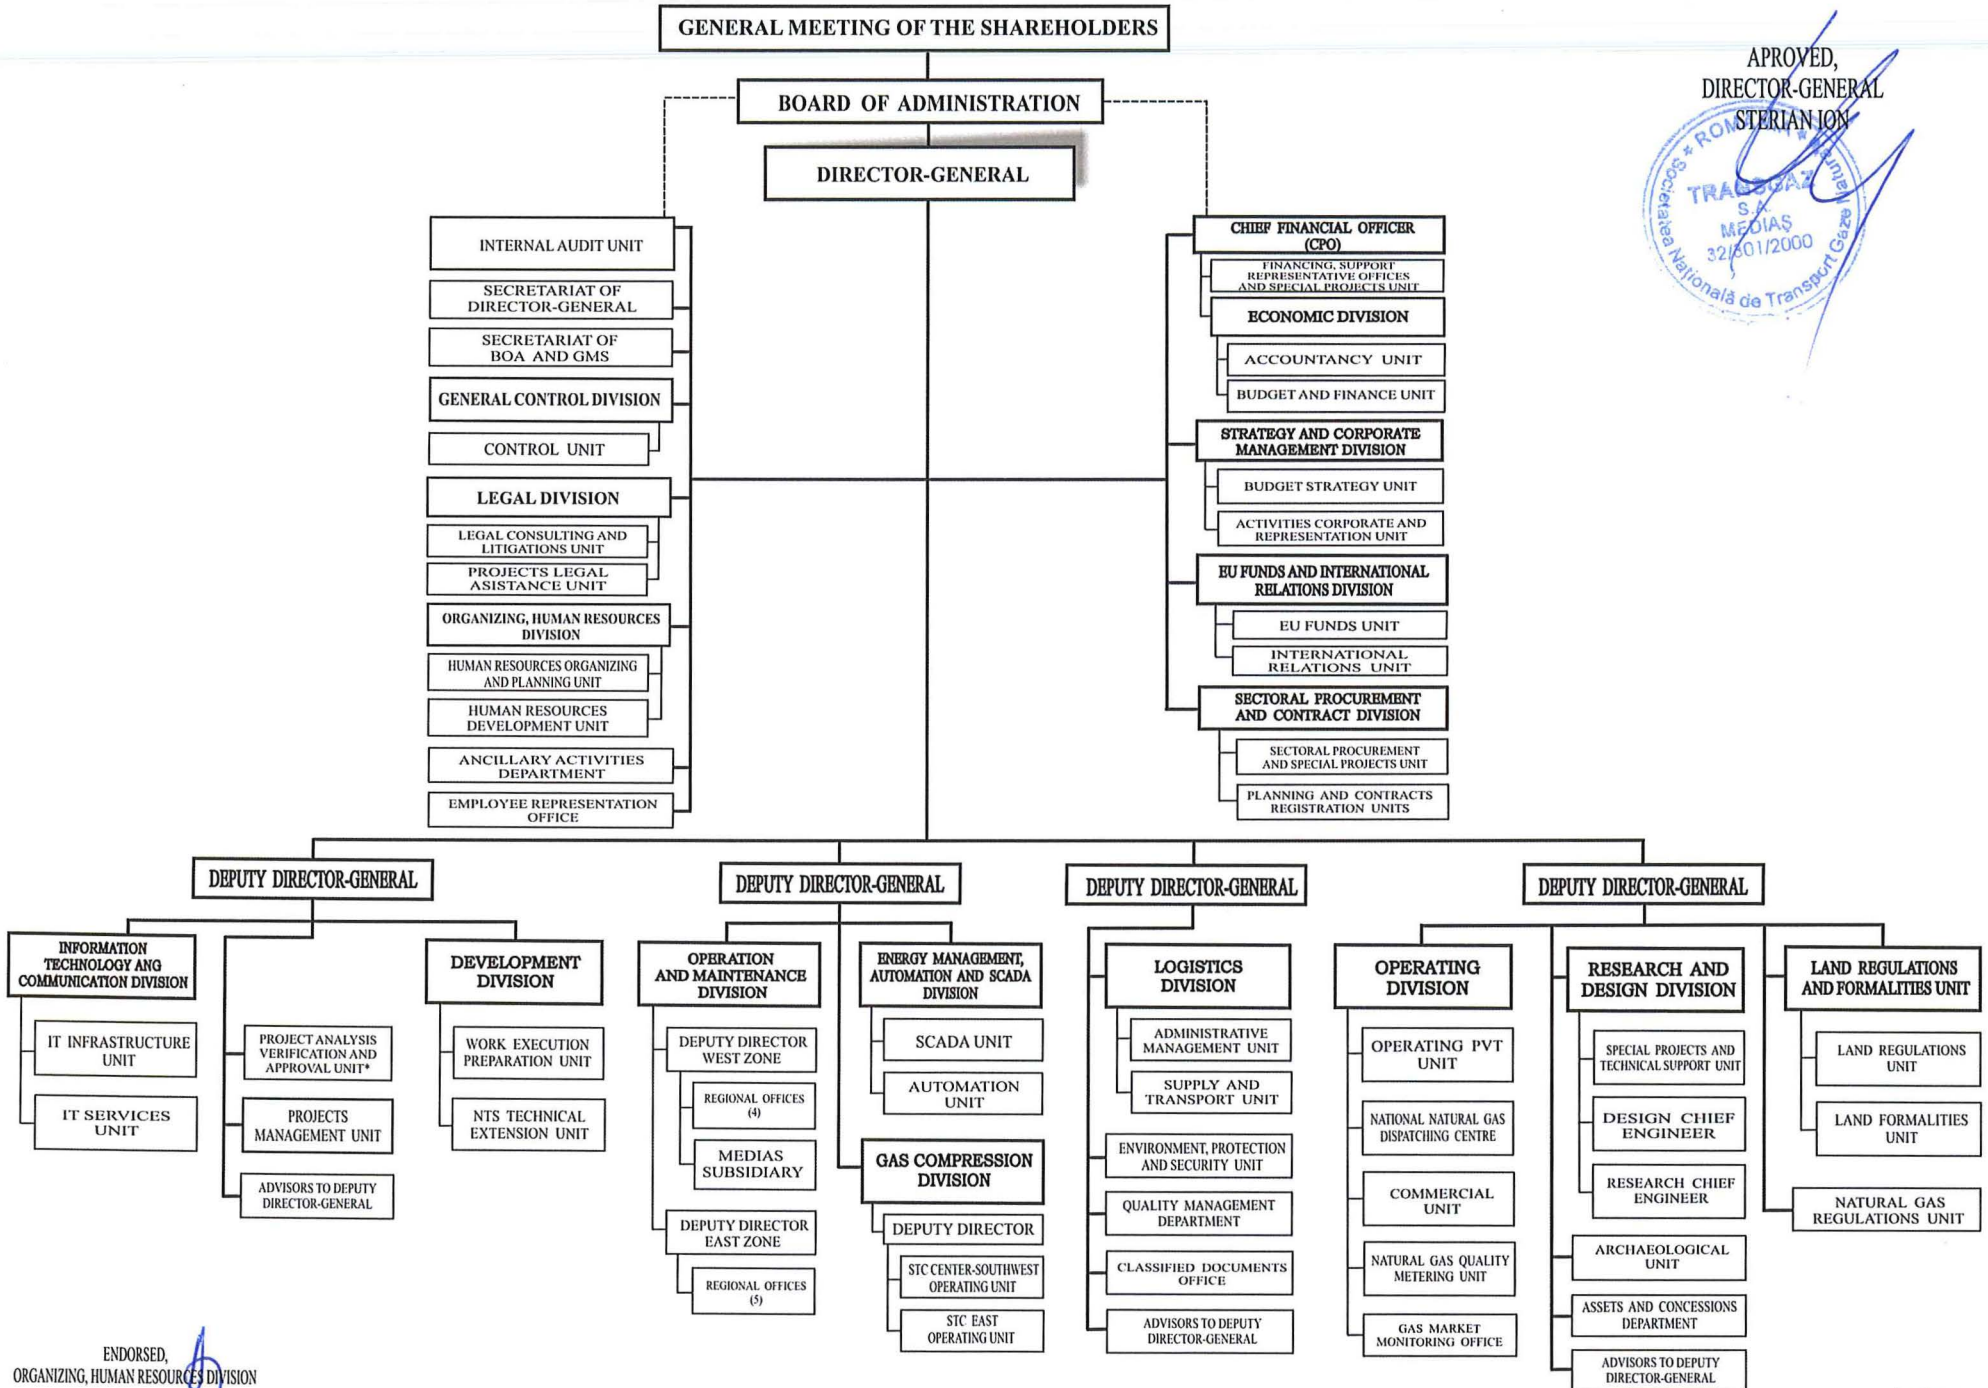 GENERAL MEETING OF THE SHAREHOLDERS
BOARD OF ADMINISTRATION
DIRECTOR-GENERAL
APROVED,
DIRECTOR-GENERAL
STERIAN ION
ROMANIA
Societatea Națională de Transport Gaze Naturale
TRANSGAZ
S.A.
MEDIAȘ
32/301/2000
INTERNAL AUDIT UNIT
SECRETARIAT OF
DIRECTOR-GENERAL
SECRETARIAT OF
BOA AND GMS
GENERAL CONTROL DIVISION
CONTROL UNIT
LEGAL DIVISION
LEGAL CONSULTING AND
LITIGATIONS UNIT
PROJECTS LEGAL
ASISTANCE UNIT
ORGANIZING, HUMAN RESOURCES
DIVISION
HUMAN RESOURCES ORGANIZING
AND PLANNING UNIT
HUMAN RESOURCES
DEVELOPMENT UNIT
ANCILLARY ACTIVITIES
DEPARTMENT
EMPLOYEE REPRESENTATION
OFFICE
CHIEF FINANCIAL OFFICER
(CPO)
FINANCING, SUPPORT
REPRESENTATIVE OFFICES
AND SPECIAL PROJECTS UNIT
ECONOMIC DIVISION
ACCOUNTANCY UNIT
BUDGET AND FINANCE UNIT
STRATEGY AND CORPORATE
MANAGEMENT DIVISION
BUDGET STRATEGY UNIT
ACTIVITIES CORPORATE AND
REPRESENTATION UNIT
EU FUNDS AND INTERNATIONAL
RELATIONS DIVISION
EU FUNDS UNIT
INTERNATIONAL
RELATIONS UNIT
SECTORAL PROCUREMENT
AND CONTRACT DIVISION
SECTORAL PROCUREMENT
AND SPECIAL PROJECTS UNIT
PLANNING AND CONTRACTS
REGISTRATION UNITS
DEPUTY DIRECTOR-GENERAL
INFORMATION
TECHNOLOGY ANG
COMMUNICATION DIVISION
IT INFRASTRUCTURE
UNIT
IT SERVICES
UNIT
PROJECT ANALYSIS
VERIFICATION AND
APPROVAL UNIT*
PROJECTS
MANAGEMENT UNIT
ADVISORS TO DEPUTY
DIRECTOR-GENERAL
DEVELOPMENT
DIVISION
WORK EXECUTION
PREPARATION UNIT
NTS TECHNICAL
EXTENSION UNIT
DEPUTY DIRECTOR-GENERAL
OPERATION
AND MAINTENANCE
DIVISION
DEPUTY DIRECTOR
WEST ZONE
REGIONAL OFFICES
(4)
MEDIAS
SUBSIDIARY
DEPUTY DIRECTOR
EAST ZONE
REGIONAL OFFICES
(5)
ENERGY MANAGEMENT,
AUTOMATION AND SCADA
DIVISION
SCADA UNIT
AUTOMATION
UNIT
GAS COMPRESSION
DIVISION
DEPUTY DIRECTOR
STC CENTER-SOUTHWEST
OPERATING UNIT
STC EAST
OPERATING UNIT
DEPUTY DIRECTOR-GENERAL
LOGISTICS
DIVISION
ADMINISTRATIVE
MANAGEMENT UNIT
SUPPLY AND
TRANSPORT UNIT
ENVIRONMENT, PROTECTION
AND SECURITY UNIT
QUALITY MANAGEMENT
DEPARTMENT
CLASSIFIED DOCUMENTS
OFFICE
ADVISORS TO DEPUTY
DIRECTOR-GENERAL
DEPUTY DIRECTOR-GENERAL
OPERATING
DIVISION
OPERATING PVT
UNIT
NATIONAL NATURAL GAS
DISPATCHING CENTRE
COMMERCIAL
UNIT
NATURAL GAS QUALITY
METERING UNIT
GAS MARKET
MONITORING OFFICE
RESEARCH AND
DESIGN DIVISION
SPECIAL PROJECTS AND
TECHNICAL SUPPORT UNIT
DESIGN CHIEF
ENGINEER
RESEARCH CHIEF
ENGINEER
ARCHAEOLOGICAL
UNIT
ASSETS AND CONCESSIONS
DEPARTMENT
ADVISORS TO DEPUTY
DIRECTOR-GENERAL
LAND REGULATIONS
AND FORMALITIES UNIT
LAND REGULATIONS
UNIT
LAND FORMALITIES
UNIT
NATURAL GAS
REGULATIONS UNIT
ENDORSED,
ORGANIZING, HUMAN RESOURCES DIVISION